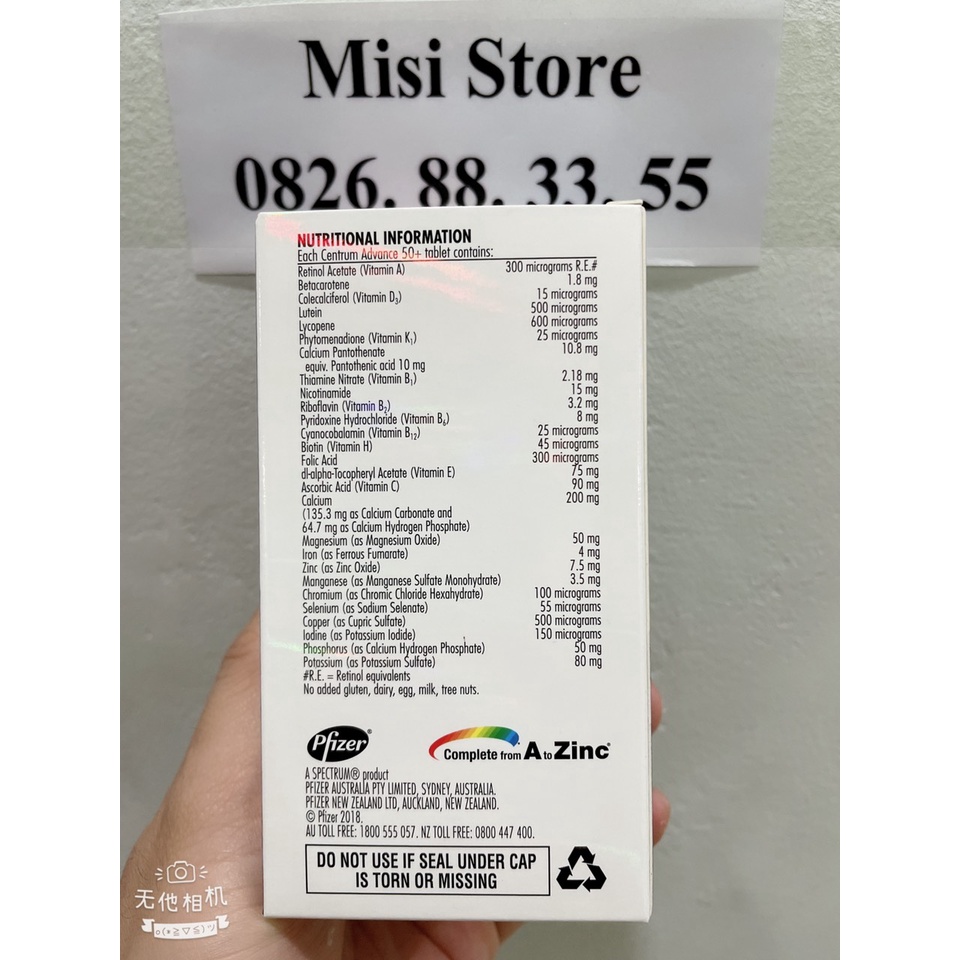 Misi Store
0826. 88. 33. 55
NUTRITIONAL INFORMATION
Each Centrum Advance 50+ tablet contains:
Retinol Acetate (Vitamin A) 300 micrograms R.E.#
Betacarotene 1.8 mg
Colecalciferol (Vitamin D₃) 15 micrograms
Lutein 500 micrograms
Lycopene 600 micrograms
Phytomenadione (Vitamin K₁) 25 micrograms
Calcium Pantothenate 10.8 mg
equiv. Pantothenic acid 10 mg
Thiamine Nitrate (Vitamin B₁) 2.18 mg
Nicotinamide 15 mg
Riboflavin (Vitamin B₂) 3.2 mg
Pyridoxine Hydrochloride (Vitamin B₆) 8 mg
Cyanocobalamin (Vitamin B₁₂) 25 micrograms
Biotin (Vitamin H) 45 micrograms
Folic Acid 300 micrograms
dl-alpha-Tocopheryl Acetate (Vitamin E) 75 mg
Ascorbic Acid (Vitamin C) 90 mg
Calcium 200 mg
(135.3 mg as Calcium Carbonate and
64.7 mg as Calcium Hydrogen Phosphate)
Magnesium (as Magnesium Oxide) 50 mg
Iron (as Ferrous Fumarate) 4 mg
Zinc (as Zinc Oxide) 7.5 mg
Manganese (as Manganese Sulfate Monohydrate) 3.5 mg
Chromium (as Chromic Chloride Hexahydrate) 100 micrograms
Selenium (as Sodium Selenate) 55 micrograms
Copper (as Cupric Sulfate) 500 micrograms
Iodine (as Potassium Iodide) 150 micrograms
Phosphorus (as Calcium Hydrogen Phosphate) 50 mg
Potassium (as Potassium Sulfate) 80 mg
#R.E. = Retinol equivalents
No added gluten, dairy, egg, milk, tree nuts.
Pfizer®
Complete from A to Zinc®
A SPECTRUM® product
PFIZER AUSTRALIA PTY LIMITED, SYDNEY, AUSTRALIA.
PFIZER NEW ZEALAND LTD, AUCKLAND, NEW ZEALAND.
© Pfizer 2018.
AU TOLL FREE: 1800 555 057. NZ TOLL FREE: 0800 447 400.
DO NOT USE IF SEAL UNDER CAP
IS TORN OR MISSING
无他相机
o(*≧▽≦)ツ